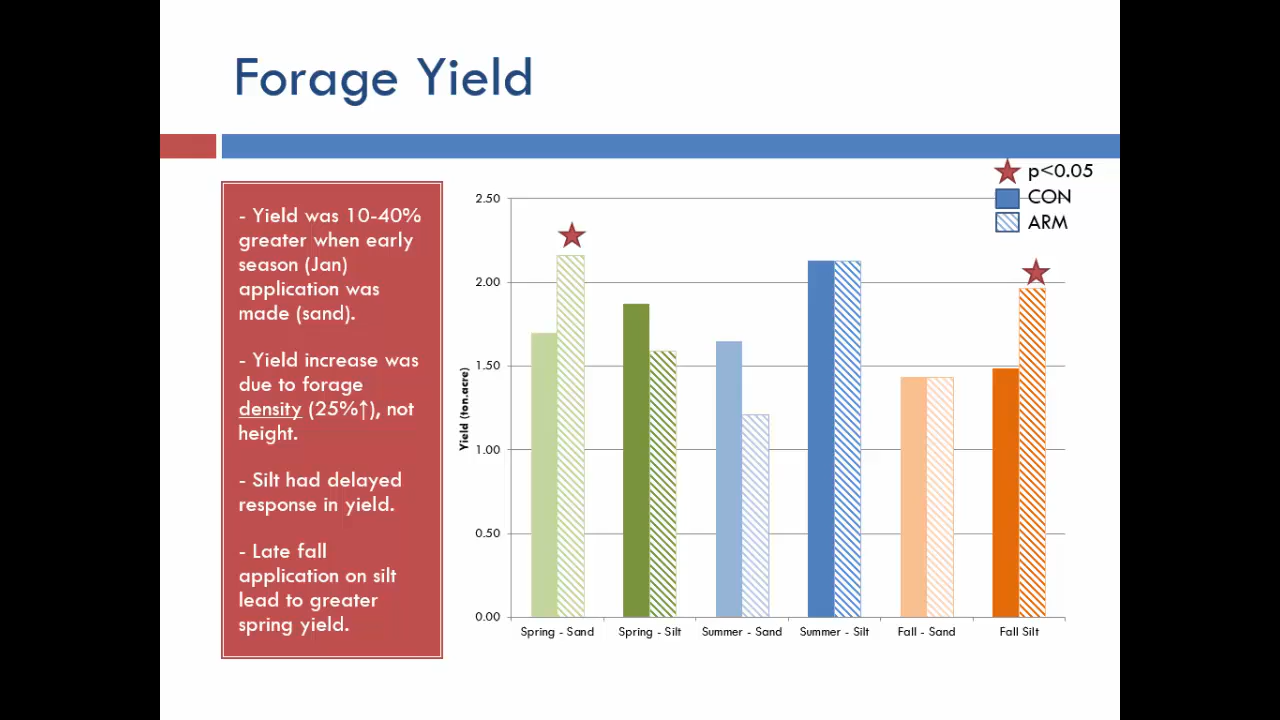 Forage Yield
p<0.05
CON
ARM
- Yield was 10-40%
greater when early
season (Jan)
application was
made (sand).
- Yield increase was
due to forage
density (25%↑), not
height.
- Silt had delayed
response in yield.
- Late fall
application on silt
lead to greater
spring yield.
Yield (ton.acre)
2.50
2.00
1.50
1.00
0.50
0.00
Spring - Sand
Spring - Silt
Summer - Sand
Summer - Silt
Fall - Sand
Fall Silt